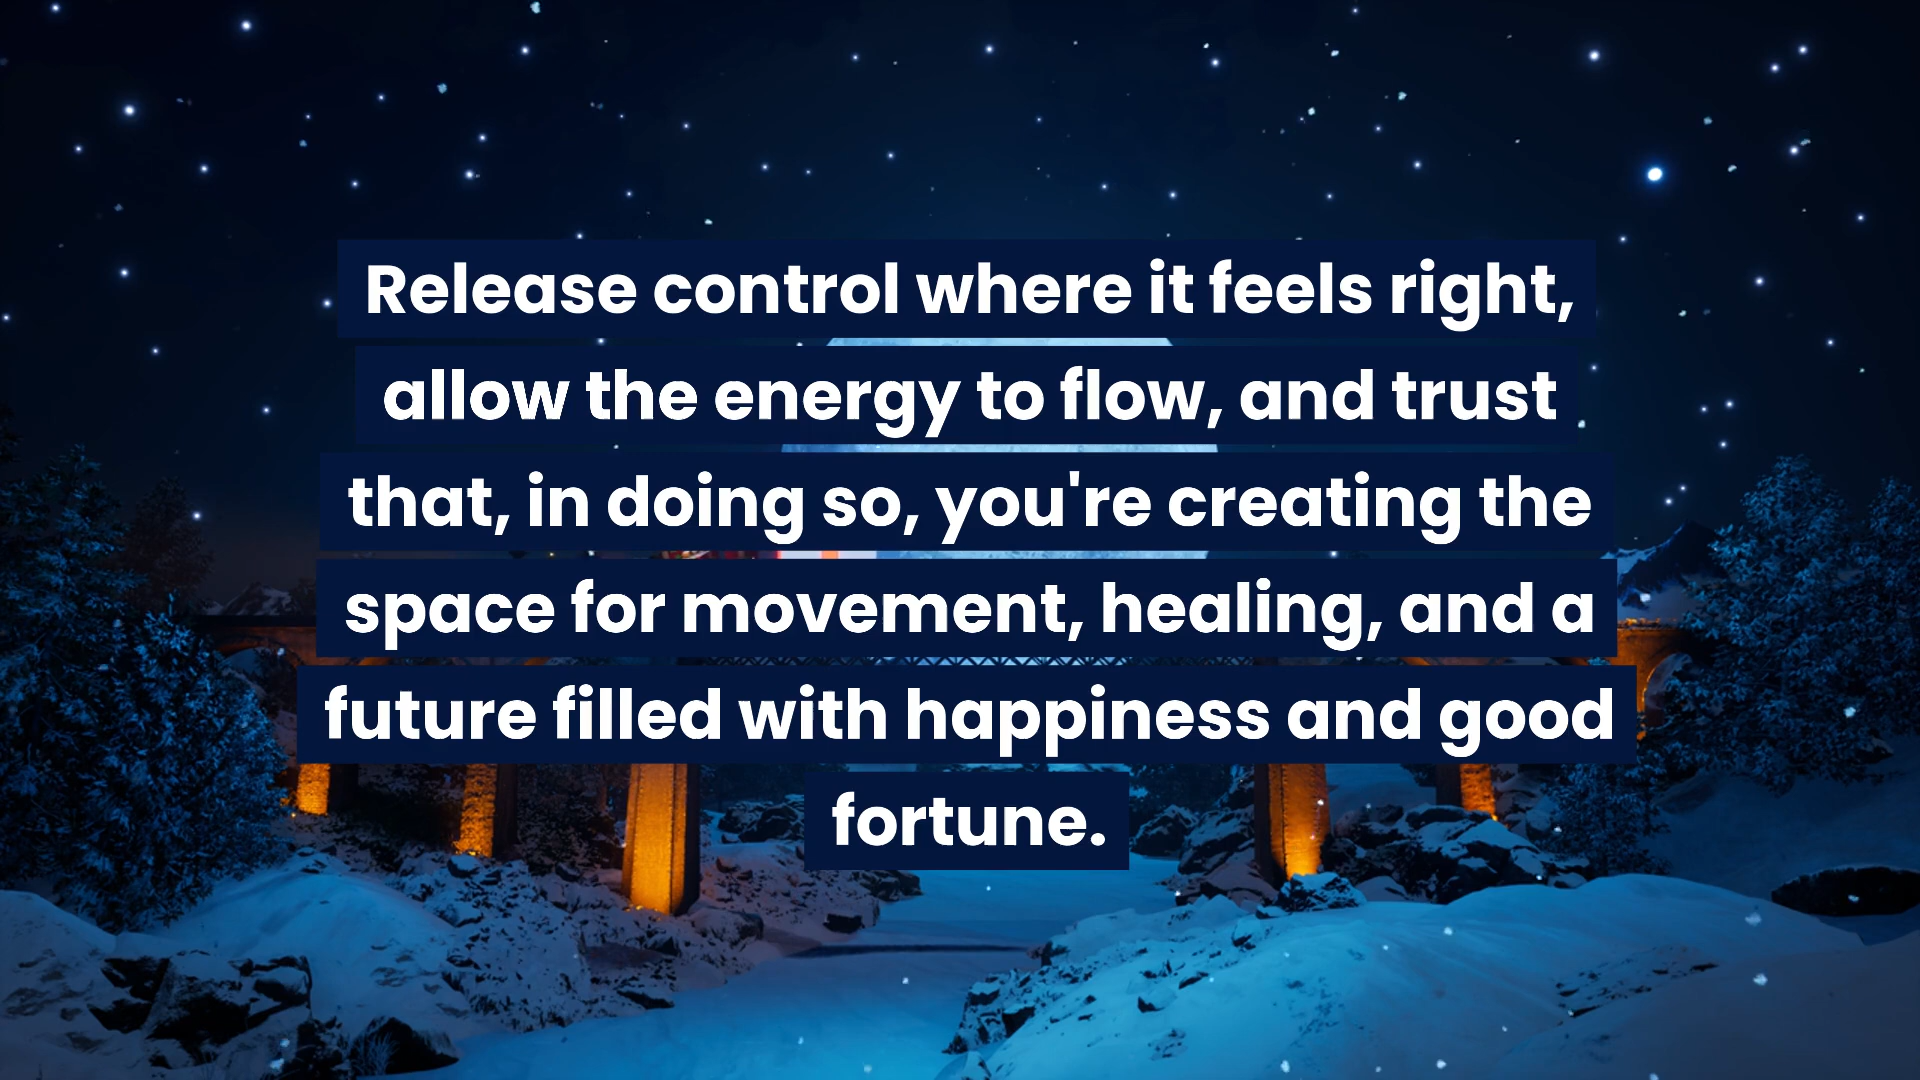 Release control where it feels right,
allow the energy to flow, and trust
that, in doing so, you're creating the
space for movement, healing, and a
future filled with happiness and good
fortune.